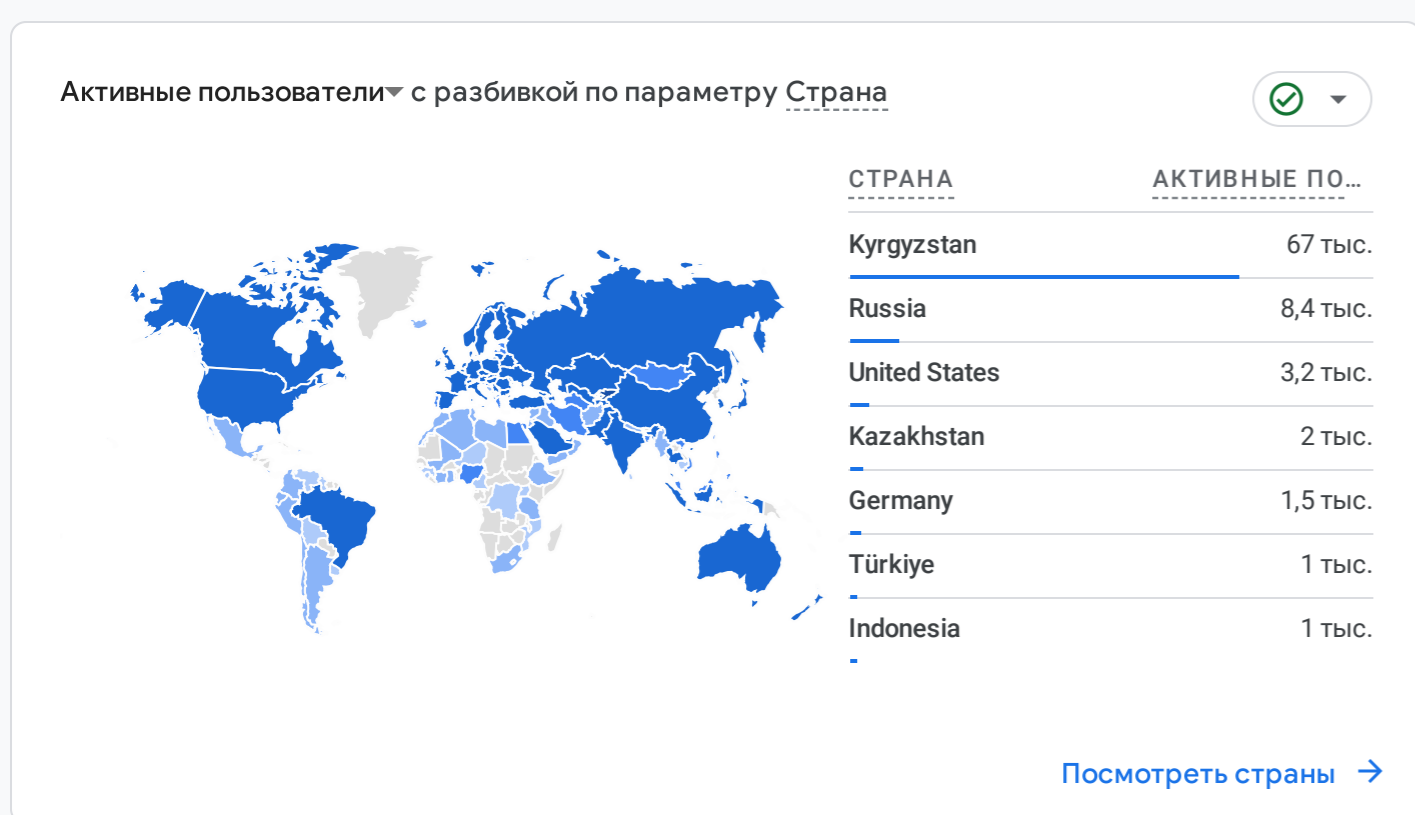 Активные пользователи с разбивкой по параметру Страна
СТРАНА АКТИВНЫЕ ПО...
Kyrgyzstan 67 тыс.
Russia 8,4 тыс.
United States 3,2 тыс.
Kazakhstan 2 тыс.
Germany 1,5 тыс.
Türkiye 1 тыс.
Indonesia 1 тыс.
Посмотреть страны